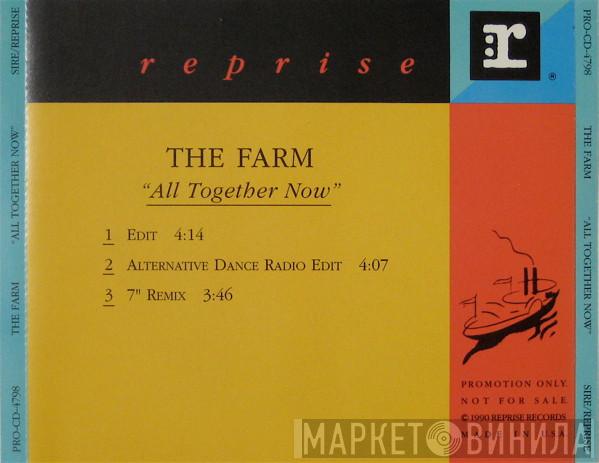 reprise
r
®
THE FARM
"All Together Now"
1 EDIT 4:14
2 ALTERNATIVE DANCE RADIO EDIT 4:07
3 7" REMIX 3:46
PROMOTION ONLY.
NOT FOR SALE.
© 1990 REPRISE RECORDS
MADE IN U.S.A.
PRO-CD-4798 THE FARM "ALL TOGETHER NOW" SIRE/REPRISE
PRO-CD-4798 THE FARM "ALL TOGETHER NOW" SIRE/REPRISE
МАРКЕТ ВИНИЛА